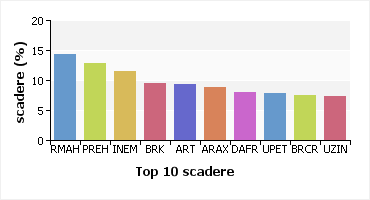 scadere (%)
20
15
10
5
0
RMAH PREH INEM BRK ART ARAX DAFR UPET BRCR UZIN
Top 10 scadere